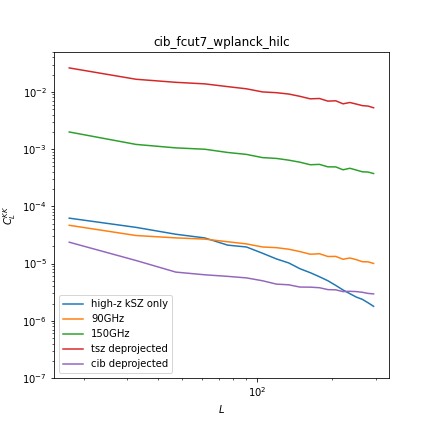 cib_fcut7_wplanck_hilc
10⁻²
10⁻³
10⁻⁴
10⁻⁵
10⁻⁶
10⁻⁷
C_L^{κκ}
high-z kSZ only
90GHz
150GHz
tsz deprojected
cib deprojected
10²
L